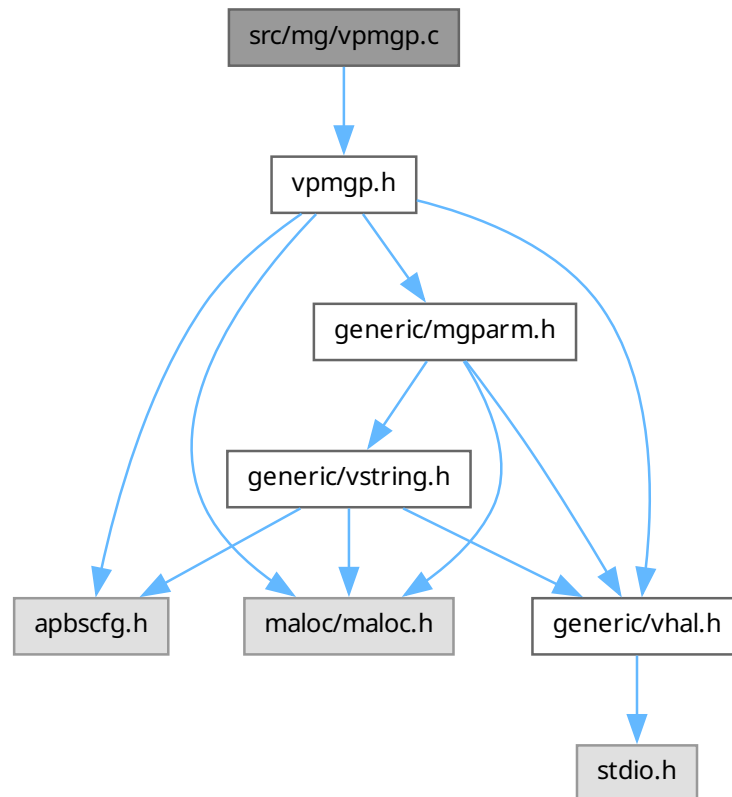 src/mg/vpmgp.c
vpmgp.h
generic/mgparm.h
generic/vstring.h
apbscfg.h
maloc/maloc.h
generic/vhal.h
stdio.h